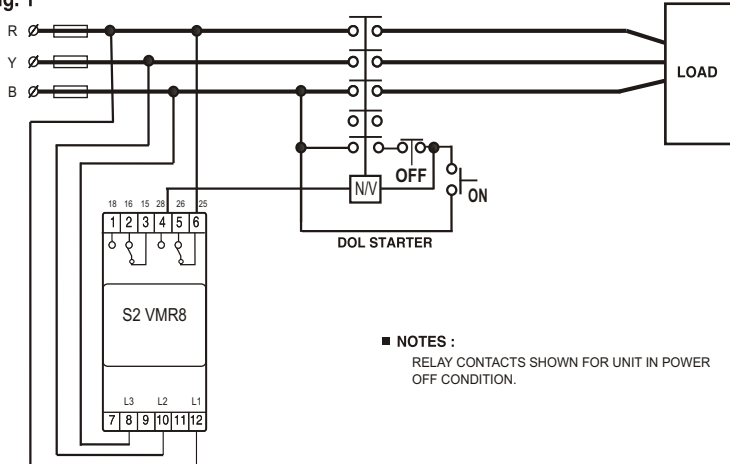 R
Y
B
LOAD
OFF
N/V
ON
DOL STARTER
18 16 15 28 26 25
1 2 3 4 5 6
S2 VMR8
■ NOTES :
RELAY CONTACTS SHOWN FOR UNIT IN POWER
OFF CONDITION.
L3 L2 L1
7 8 9 10 11 12